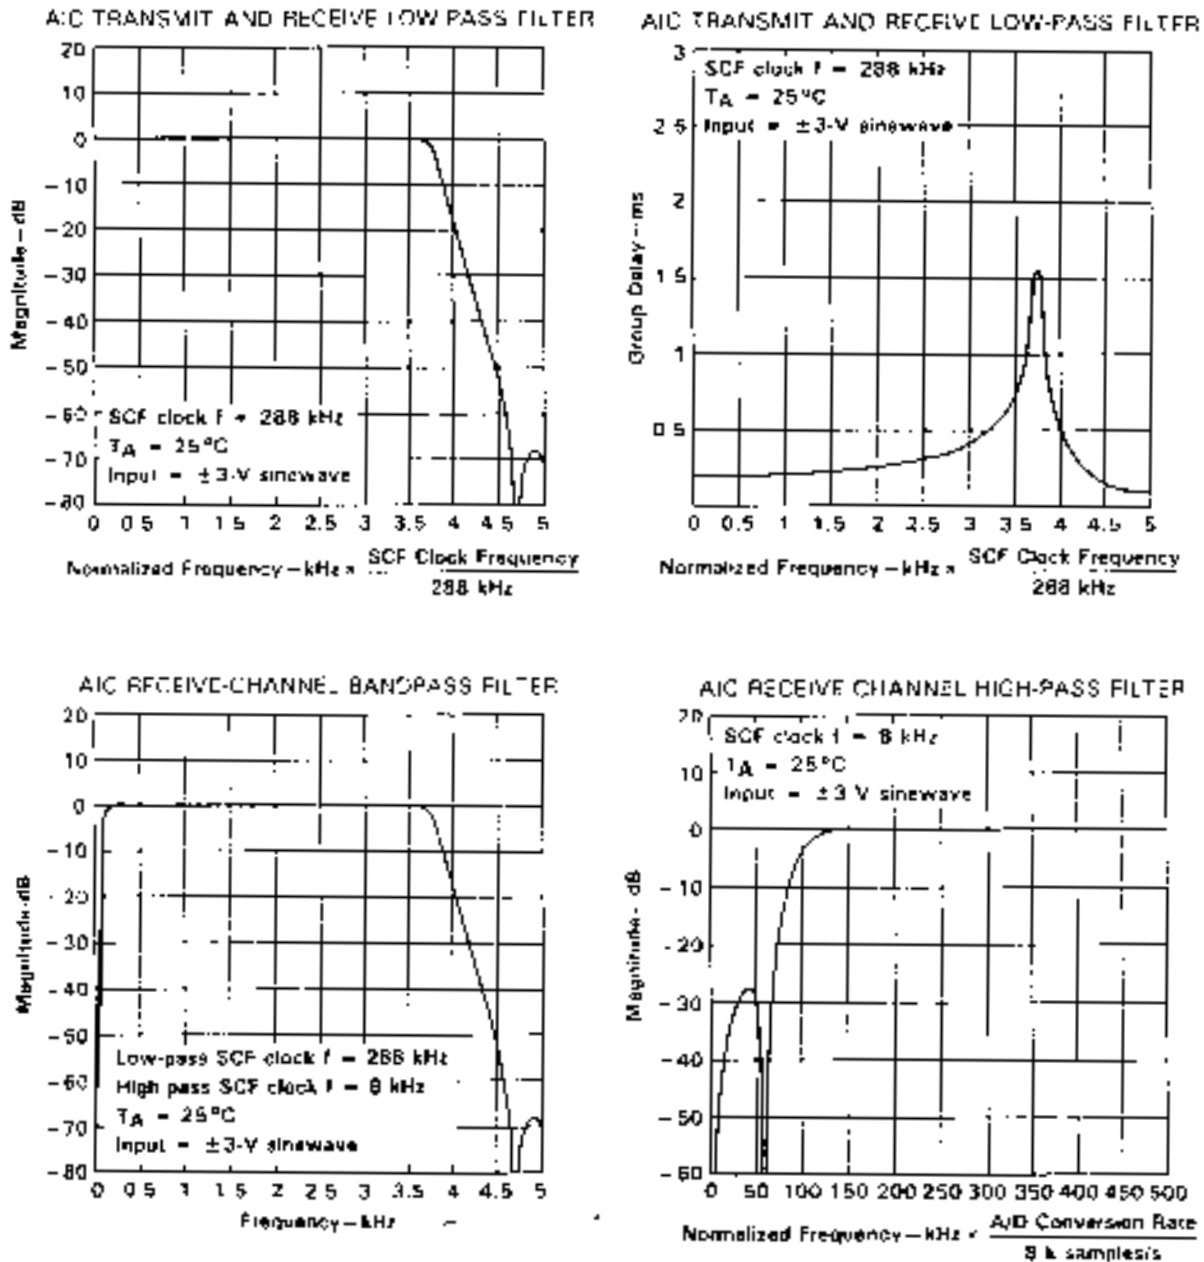 AIC TRANSMIT AND RECEIVE LOW PASS FILTER
20
10
0
-10
-20
-30
-40
-50
-60
-70
-80
Magnitude-dB
SCF clock f = 288 kHz
TA = 25°C
Input = ±3-V sinewave
0 0.5 1 1.5 2 2.5 3 3.5 4 4.5 5
Normalized Frequency-kHz × SCF Clock Frequency
288 kHz
AIC TRANSMIT AND RECEIVE LOW-PASS FILTER
3
2.5
2
1.5
1
0.5
Group Delay-ms
SCF clock f = 288 kHz
TA = 25°C
Input = ±3-V sinewave
0 0.5 1 1.5 2 2.5 3 3.5 4 4.5 5
Normalized Frequency-kHz × SCF Clock Frequency
288 kHz
AIC RECEIVE-CHANNEL BANDPASS FILTER
20
10
0
-10
-20
-30
-40
-50
-60
-70
-80
Magnitude-dB
Low-pass SCF clock f = 288 kHz
High pass SCF clock f = 8 kHz
TA = 25°C
Input = ±3-V sinewave
0 0.5 1 1.5 2 2.5 3 3.5 4 4.5 5
Frequency-kHz
AIC RECEIVE CHANNEL HIGH-PASS FILTER
20
10
0
-10
-20
-30
-40
-50
-60
Magnitude-dB
SCF clock f = 8 kHz
TA = 25°C
Input = ±3 V sinewave
0 50 100 150 200 250 300 350 400 450 500
Normalized Frequency-kHz × A/D Conversion Rate
8 k samples/s